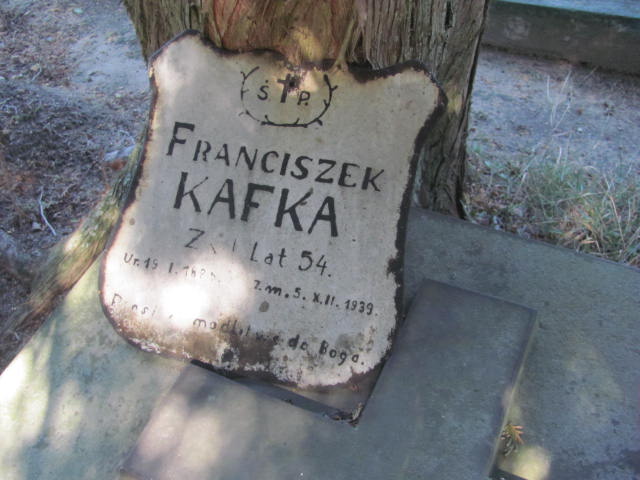 Ś. P.
FRANCISZEK
KAFKA
Lat 54.
Ur. 19. I. zm. 5. XII. 1939.
do Boga.